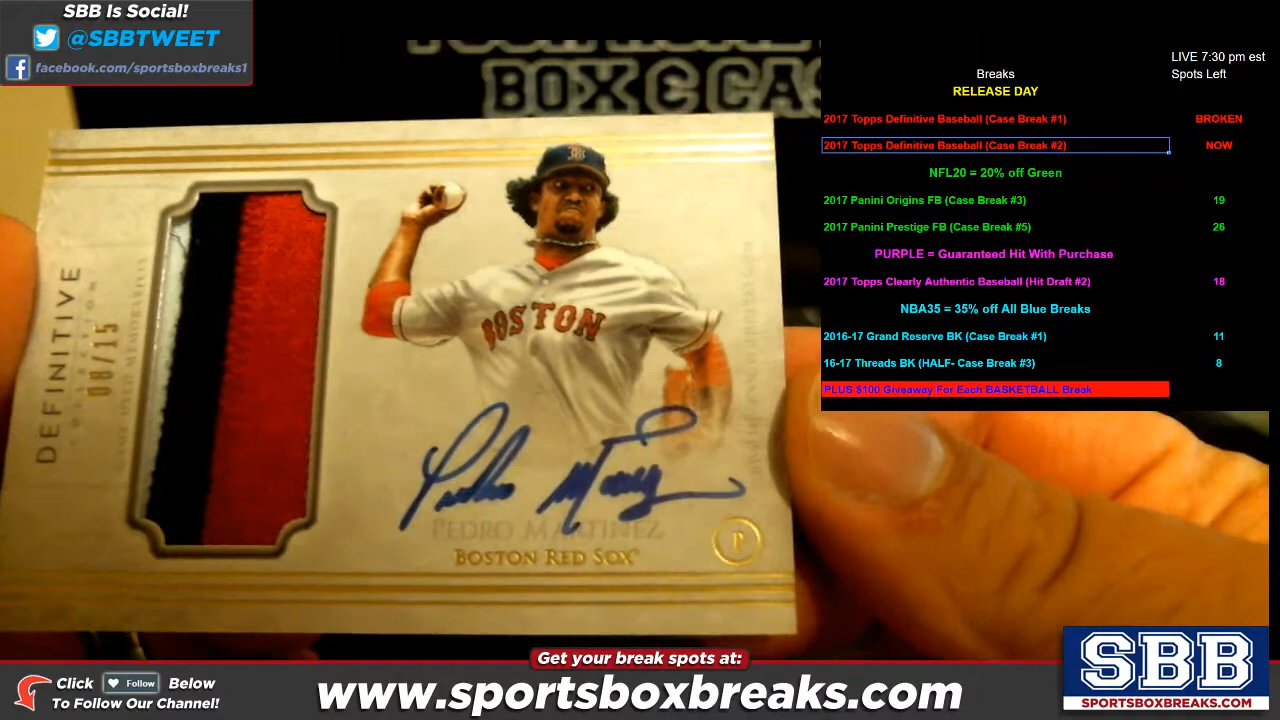 SBB Is Social!
@SBBTWEET
facebook.com/sportsboxbreaks1
BOX & CAS
LIVE 7:30 pm est
Breaks Spots Left
RELEASE DAY
2017 Topps Definitive Baseball (Case Break #1) BROKEN
2017 Topps Definitive Baseball (Case Break #2) NOW
NFL20 = 20% off Green
2017 Panini Origins FB (Case Break #3) 19
2017 Panini Prestige FB (Case Break #5) 26
PURPLE = Guaranteed Hit With Purchase
2017 Topps Clearly Authentic Baseball (Hit Draft #2) 18
NBA35 = 35% off All Blue Breaks
2016-17 Grand Reserve BK (Case Break #1) 11
16-17 Threads BK (HALF- Case Break #3) 8
PLUS $100 Giveaway For Each BASKETBALL Break
DEFINITIVE
COLLECTION
08/15
B
BOSTON
Pedro Martinez
PEDRO MARTINEZ
BOSTON RED SOX
P
Get your break spots at:
Click Follow Below
To Follow Our Channel!
www.sportsboxbreaks.com
SBB
SPORTSBOXBREAKS.COM